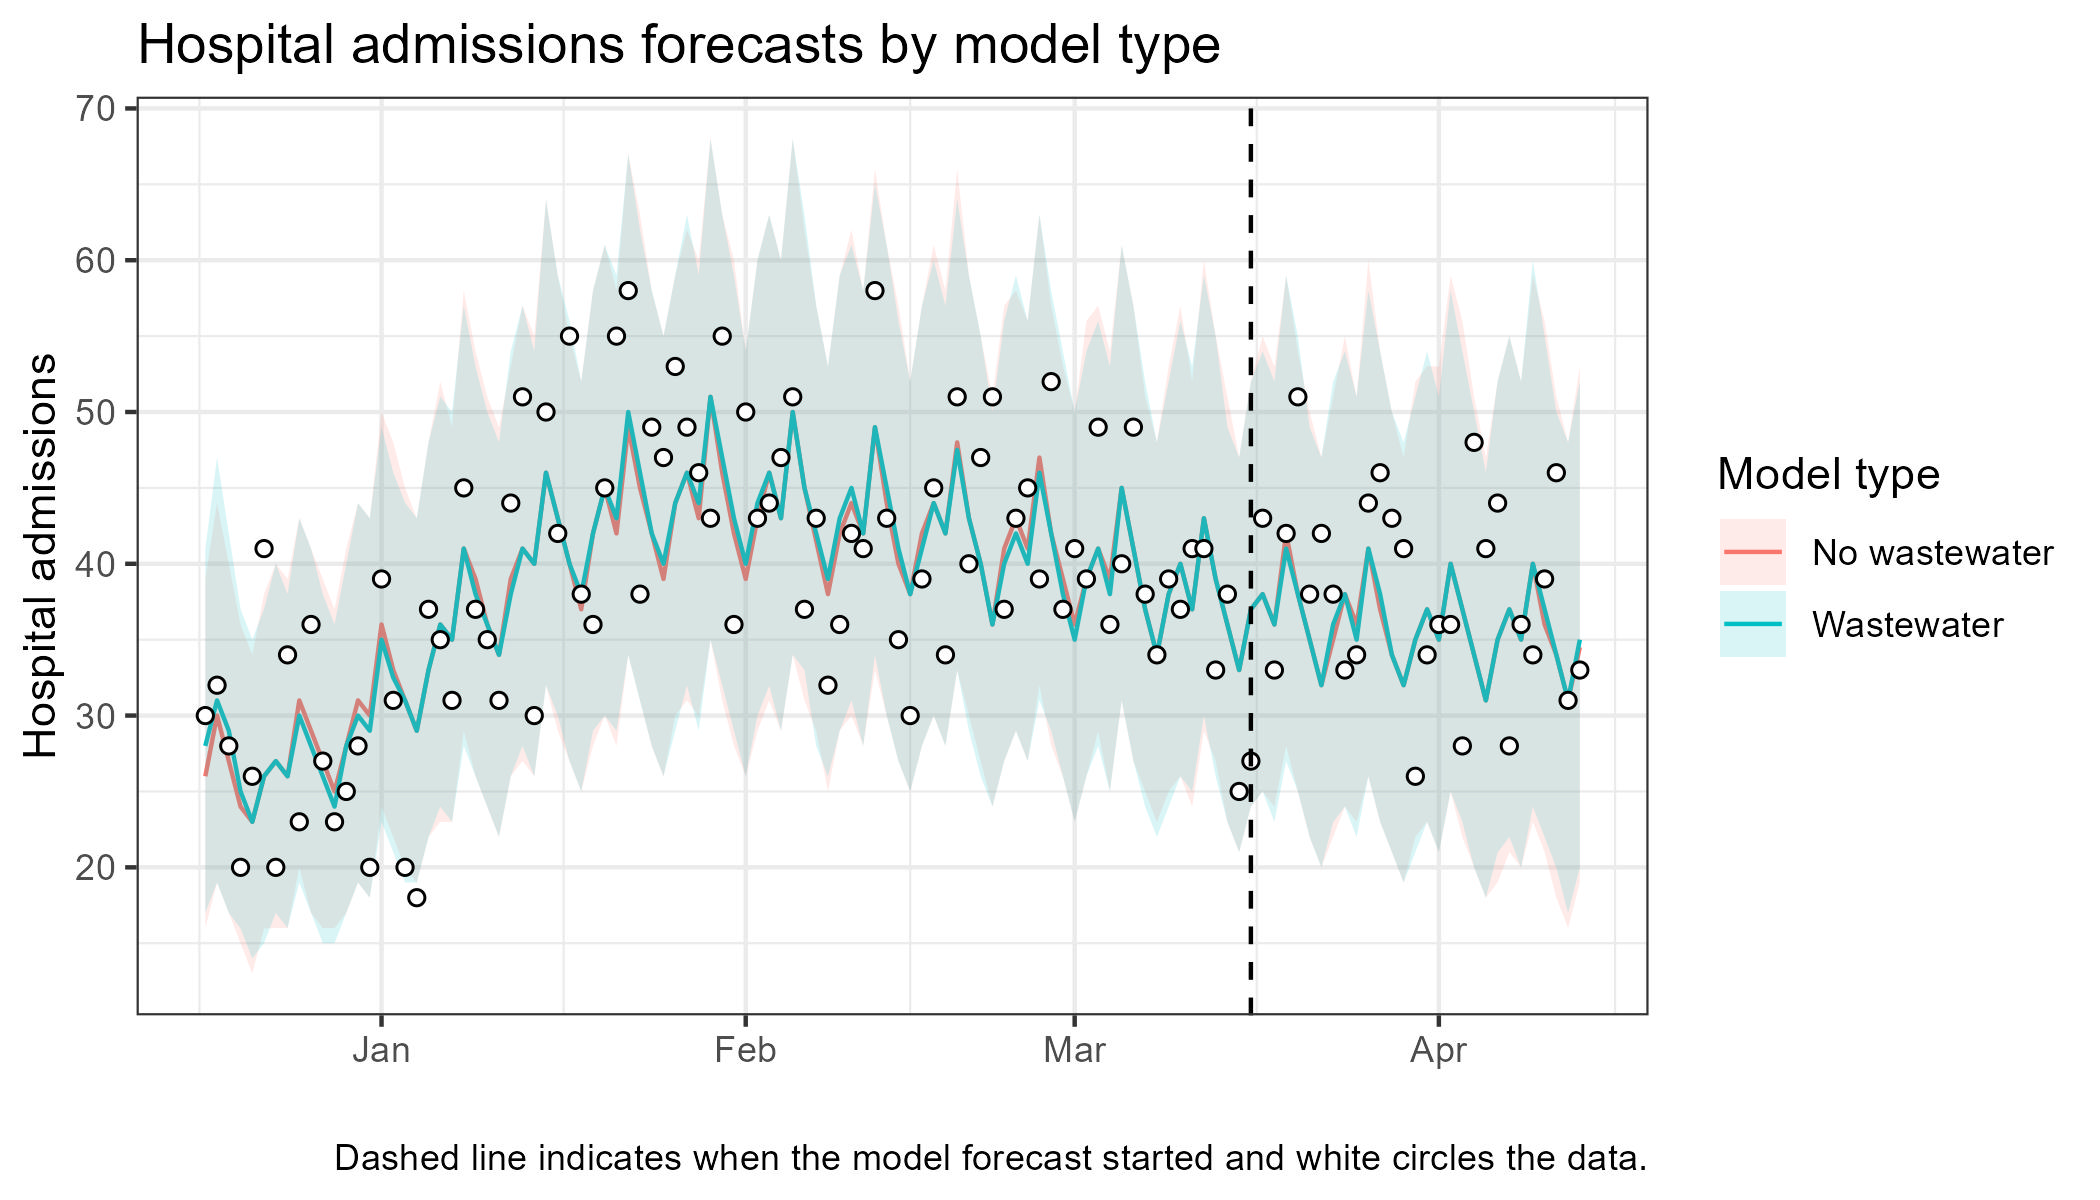 Hospital admissions forecasts by model type
Hospital admissions
70
60
50
40
30
20
Jan
Feb
Mar
Apr
Model type
No wastewater
Wastewater
Dashed line indicates when the model forecast started and white circles the data.